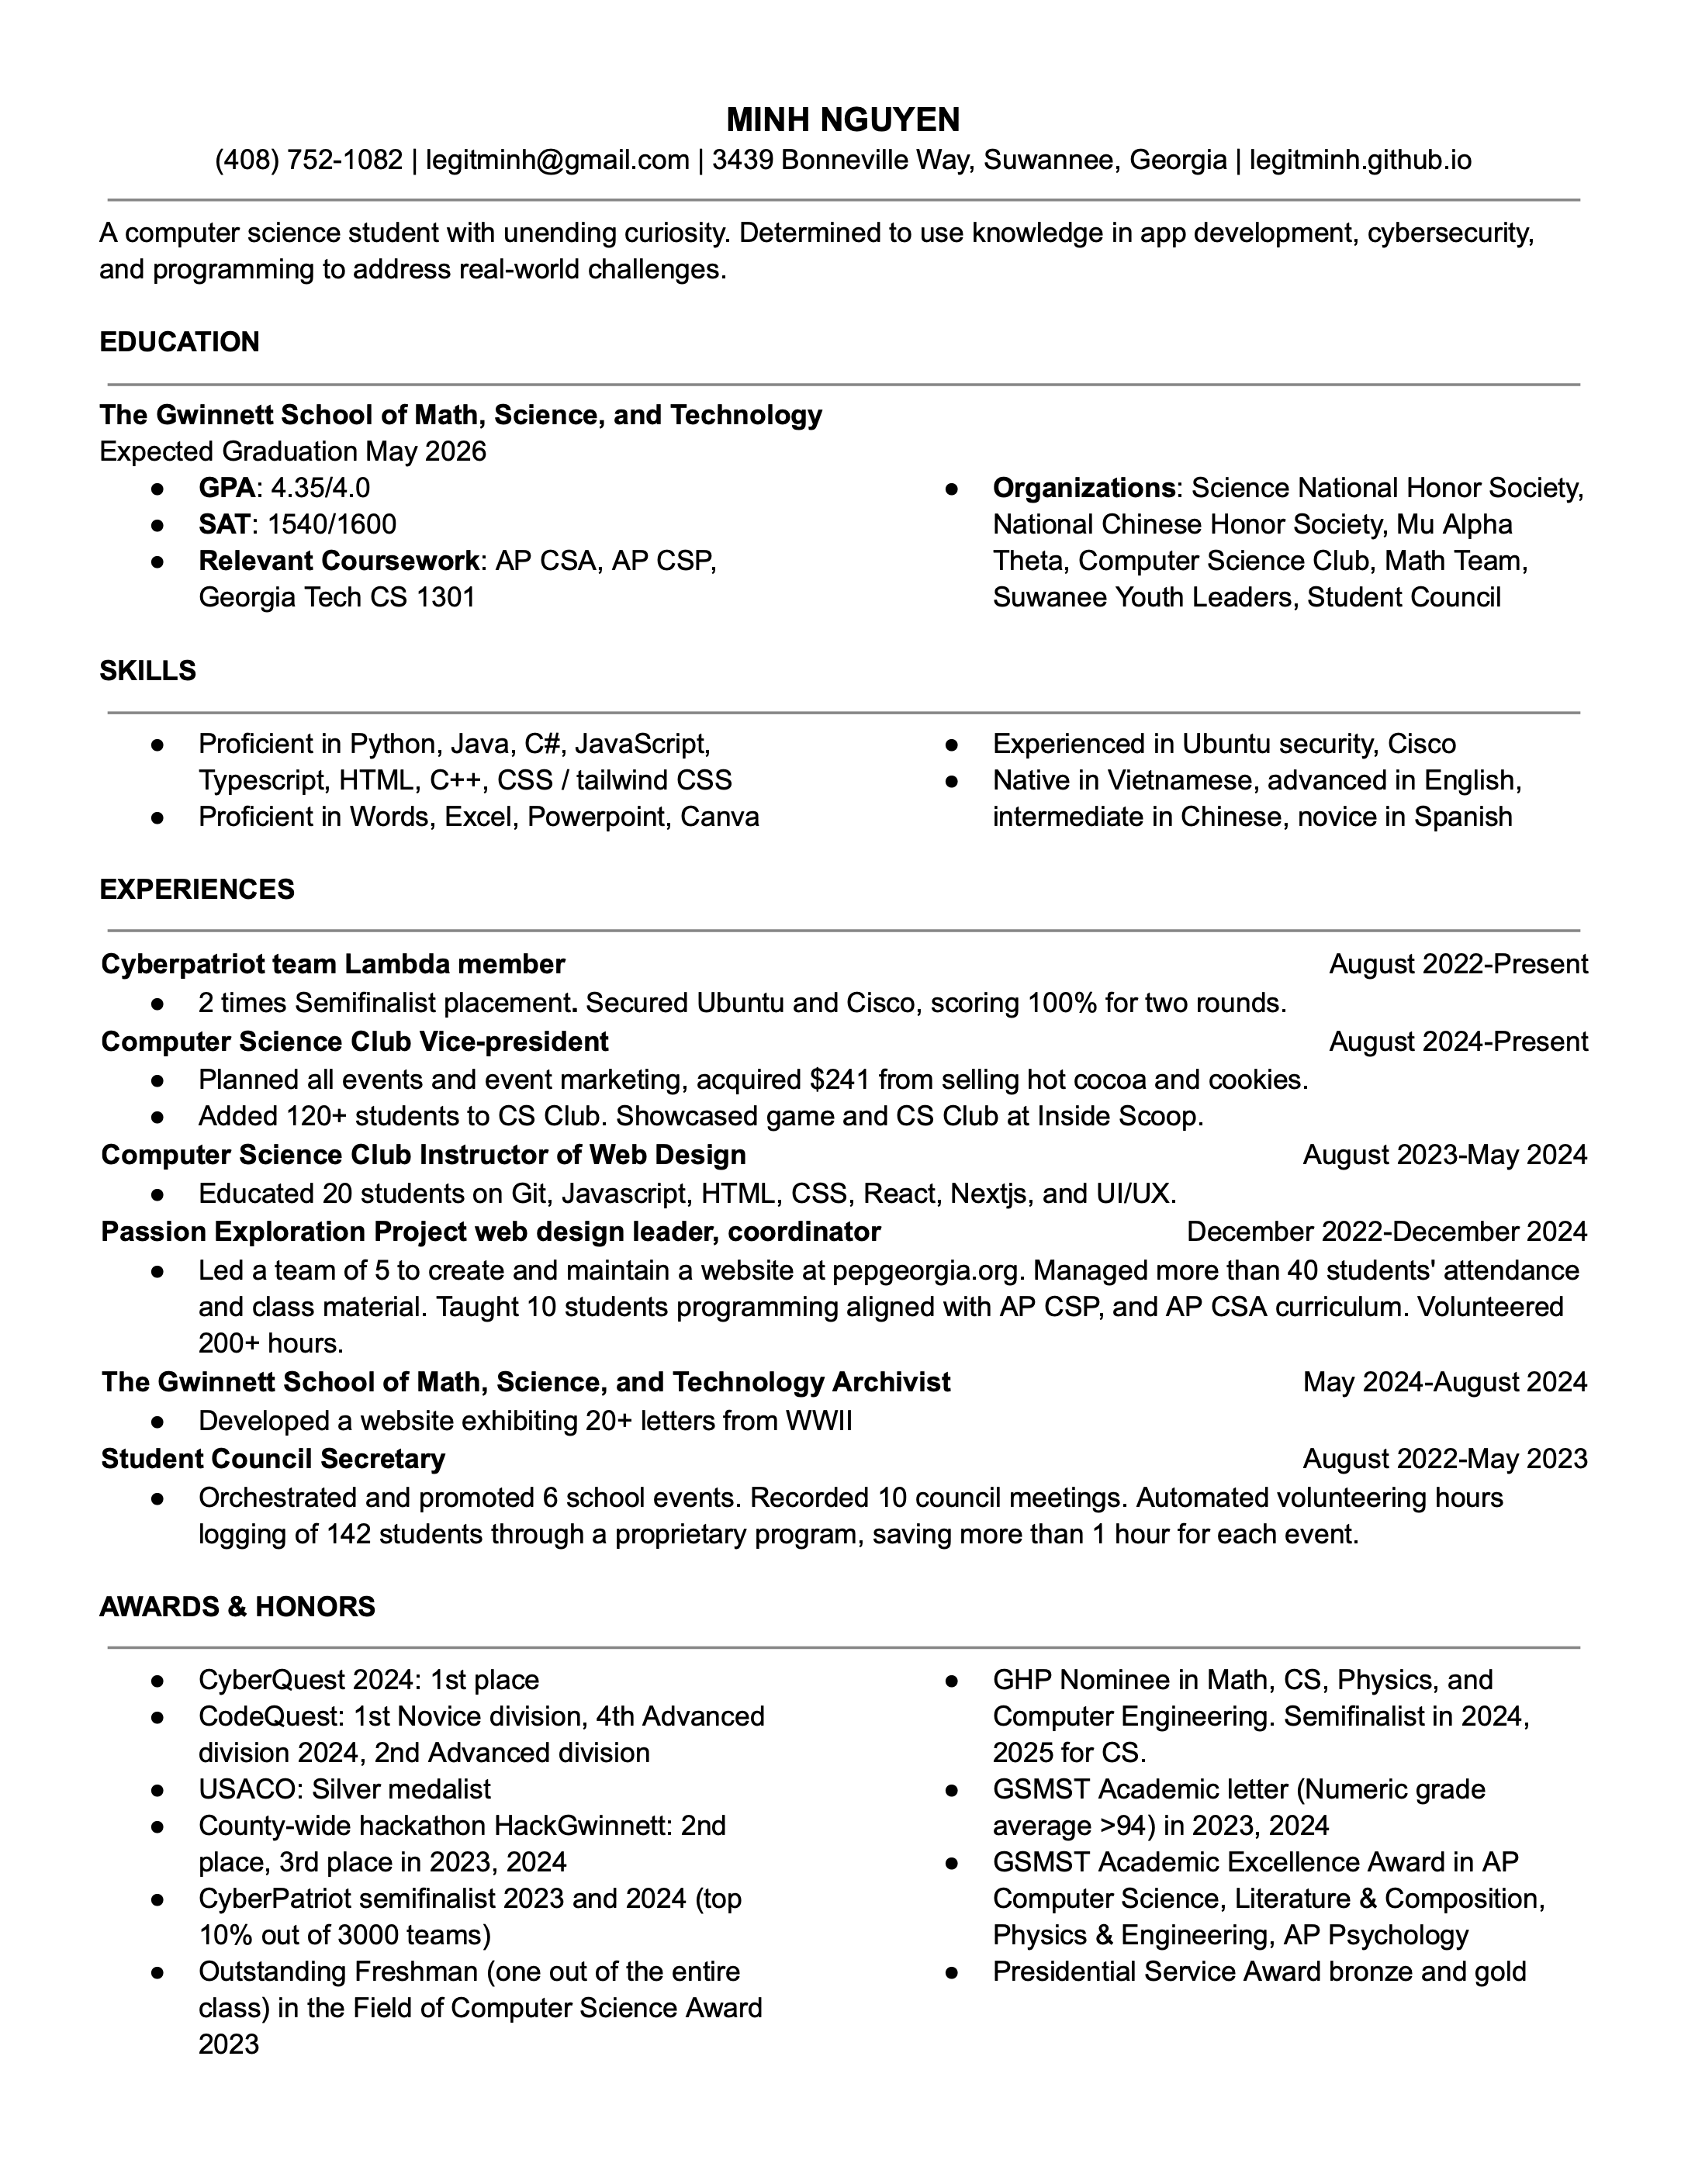 MINH NGUYEN
(408) 752-1082 | legitminh@gmail.com | 3439 Bonneville Way, Suwannee, Georgia | legitminh.github.io
A computer science student with unending curiosity. Determined to use knowledge in app development, cybersecurity,
and programming to address real-world challenges.
EDUCATION
The Gwinnett School of Math, Science, and Technology
Expected Graduation May 2026
● GPA: 4.35/4.0
● SAT: 1540/1600
● Relevant Coursework: AP CSA, AP CSP,
Georgia Tech CS 1301
● Organizations: Science National Honor Society,
National Chinese Honor Society, Mu Alpha
Theta, Computer Science Club, Math Team,
Suwanee Youth Leaders, Student Council
SKILLS
● Proficient in Python, Java, C#, JavaScript,
Typescript, HTML, C++, CSS / tailwind CSS
● Proficient in Words, Excel, Powerpoint, Canva
● Experienced in Ubuntu security, Cisco
● Native in Vietnamese, advanced in English,
intermediate in Chinese, novice in Spanish
EXPERIENCES
Cyberpatriot team Lambda member August 2022-Present
● 2 times Semifinalist placement. Secured Ubuntu and Cisco, scoring 100% for two rounds.
Computer Science Club Vice-president August 2024-Present
● Planned all events and event marketing, acquired $241 from selling hot cocoa and cookies.
● Added 120+ students to CS Club. Showcased game and CS Club at Inside Scoop.
Computer Science Club Instructor of Web Design August 2023-May 2024
● Educated 20 students on Git, Javascript, HTML, CSS, React, Nextjs, and UI/UX.
Passion Exploration Project web design leader, coordinator December 2022-December 2024
● Led a team of 5 to create and maintain a website at pepgeorgia.org. Managed more than 40 students' attendance
and class material. Taught 10 students programming aligned with AP CSP, and AP CSA curriculum. Volunteered
200+ hours.
The Gwinnett School of Math, Science, and Technology Archivist May 2024-August 2024
● Developed a website exhibiting 20+ letters from WWII
Student Council Secretary August 2022-May 2023
● Orchestrated and promoted 6 school events. Recorded 10 council meetings. Automated volunteering hours
logging of 142 students through a proprietary program, saving more than 1 hour for each event.
AWARDS & HONORS
● CyberQuest 2024: 1st place
● CodeQuest: 1st Novice division, 4th Advanced
division 2024, 2nd Advanced division
● USACO: Silver medalist
● County-wide hackathon HackGwinnett: 2nd
place, 3rd place in 2023, 2024
● CyberPatriot semifinalist 2023 and 2024 (top
10% out of 3000 teams)
● Outstanding Freshman (one out of the entire
class) in the Field of Computer Science Award
2023
● GHP Nominee in Math, CS, Physics, and
Computer Engineering. Semifinalist in 2024,
2025 for CS.
● GSMST Academic letter (Numeric grade
average >94) in 2023, 2024
● GSMST Academic Excellence Award in AP
Computer Science, Literature & Composition,
Physics & Engineering, AP Psychology
● Presidential Service Award bronze and gold